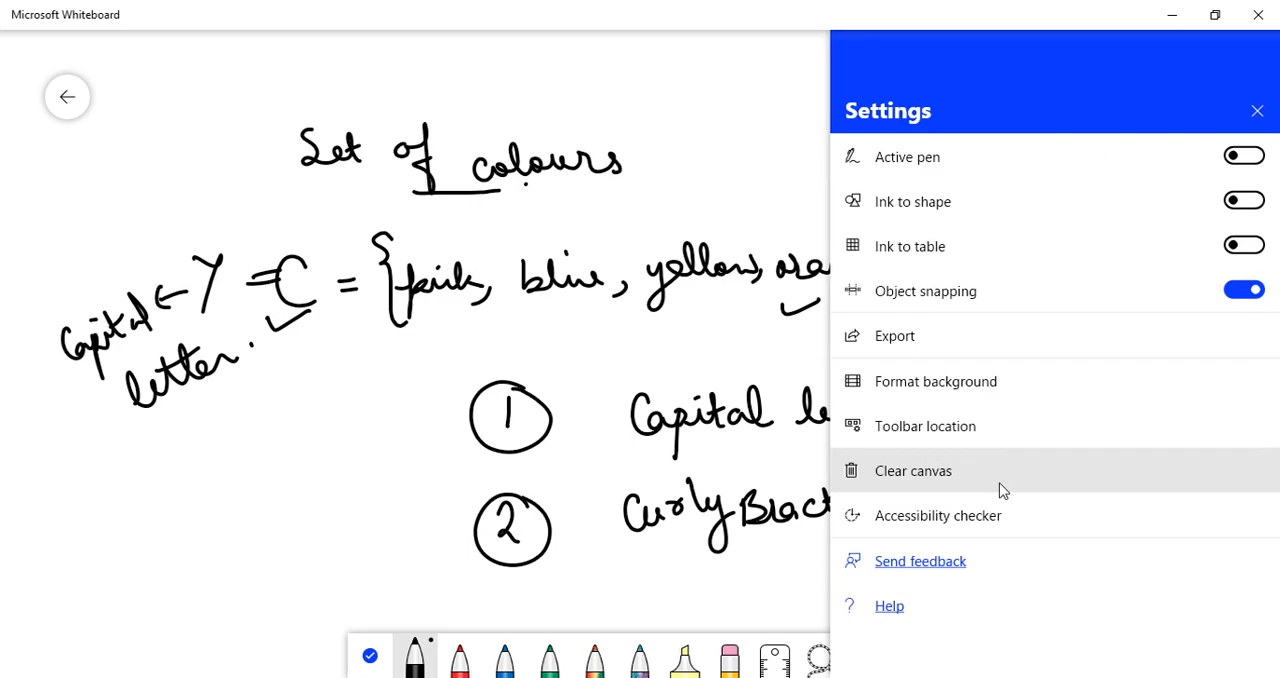 Microsoft Whiteboard
Set of colours
Capital letter. ← Y = C = {pink, blue, yellow, ora
1 Capital le
2 Curly Brack
Settings
Active pen
Ink to shape
Ink to table
Object snapping
Export
Format background
Toolbar location
Clear canvas
Accessibility checker
Send feedback
? Help